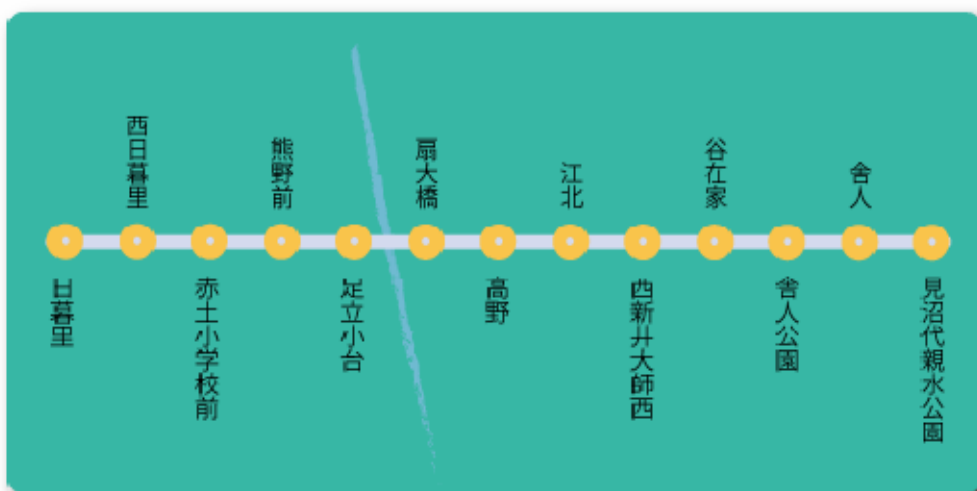 日暮里
西日暮里
赤土小学校前
熊野前
足立小台
扇大橋
高野
江北
西新井大師西
谷在家
舎人公園
舎人
見沼代親水公園